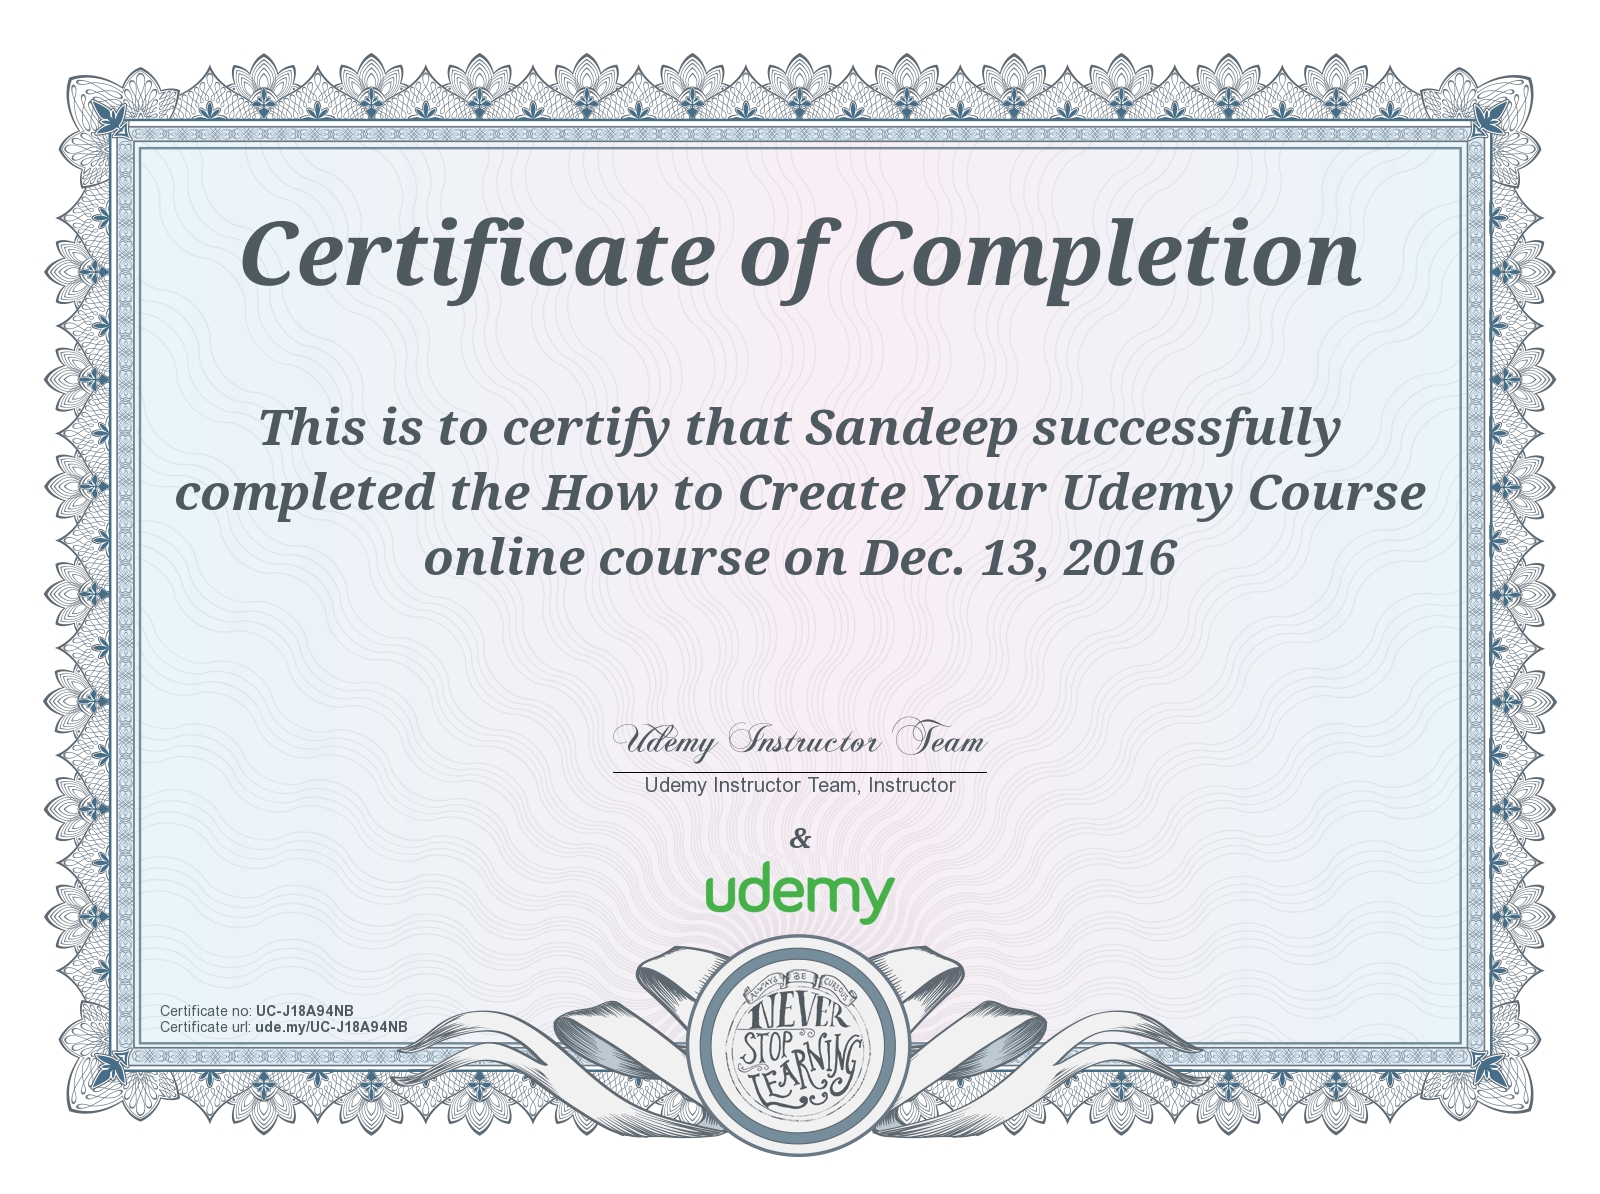 Certificate of Completion
This is to certify that Sandeep successfully
completed the How to Create Your Udemy Course
online course on Dec. 13, 2016
Udemy Instructor Team
Udemy Instructor Team, Instructor
&
udemy
Certificate no: UC-J18A94NB
Certificate url: ude.my/UC-J18A94NB
ALWAYS BE CURIOUS
NEVER
STOP
LEARNING